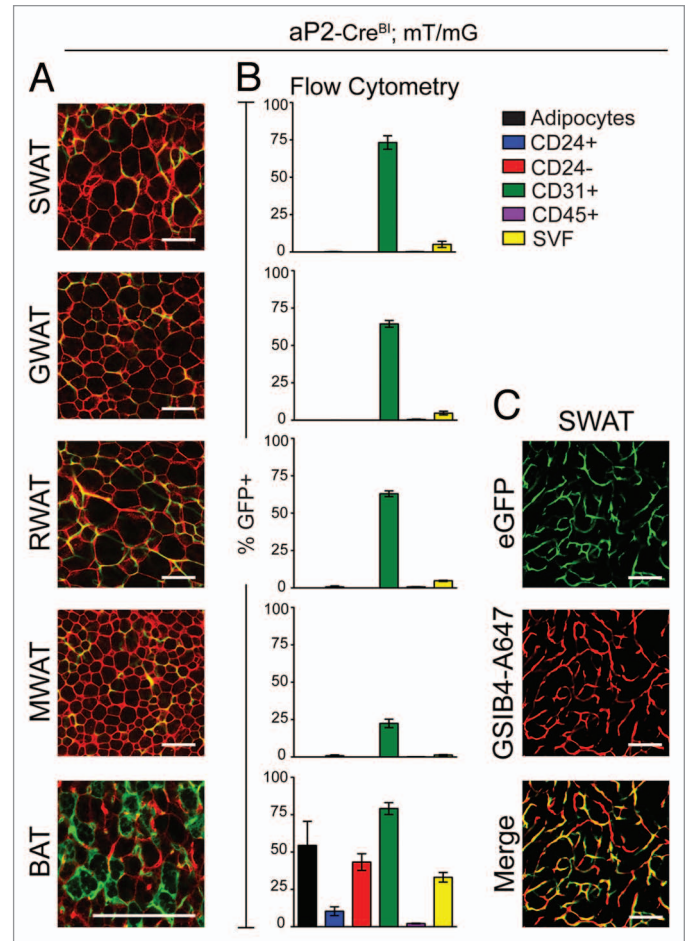 aP2-Cre^BI; mT/mG
A
B
Flow Cytometry
SWAT
GWAT
RWAT
MWAT
BAT
% GFP+
100
75
50
25
0
100
75
50
25
0
100
75
50
25
0
100
75
50
25
0
100
75
50
25
0
Adipocytes
CD24+
CD24-
CD31+
CD45+
SVF
C
SWAT
eGFP
GSIB4-A647
Merge